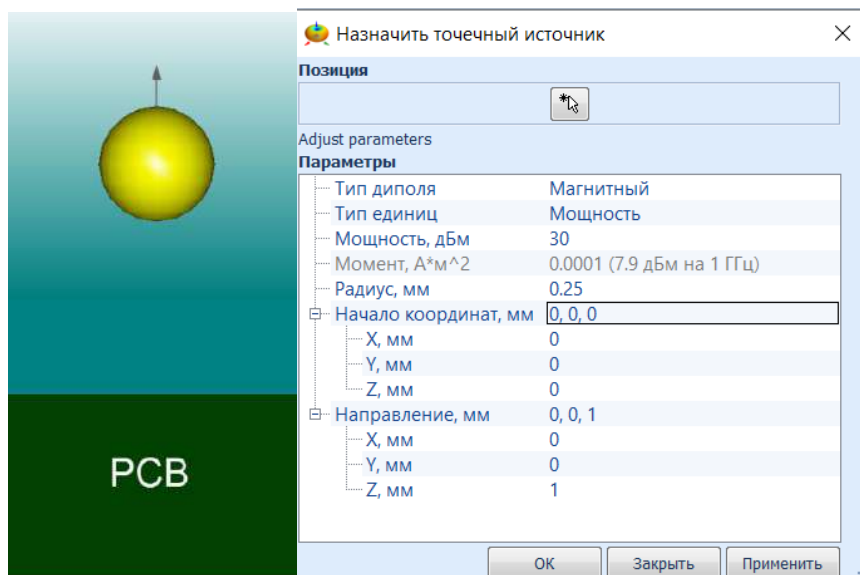 PCB
Назначить точечный источник
Позиция
Adjust parameters
Параметры
Тип диполя Магнитный
Тип единиц Мощность
Мощность, дБм 30
Момент, А*м^2 0.0001 (7.9 дБм на 1 ГГц)
Радиус, мм 0.25
Начало координат, мм 0, 0, 0
X, мм 0
Y, мм 0
Z, мм 0
Направление, мм 0, 0, 1
X, мм 0
Y, мм 0
Z, мм 1
ОК Закрыть Применить